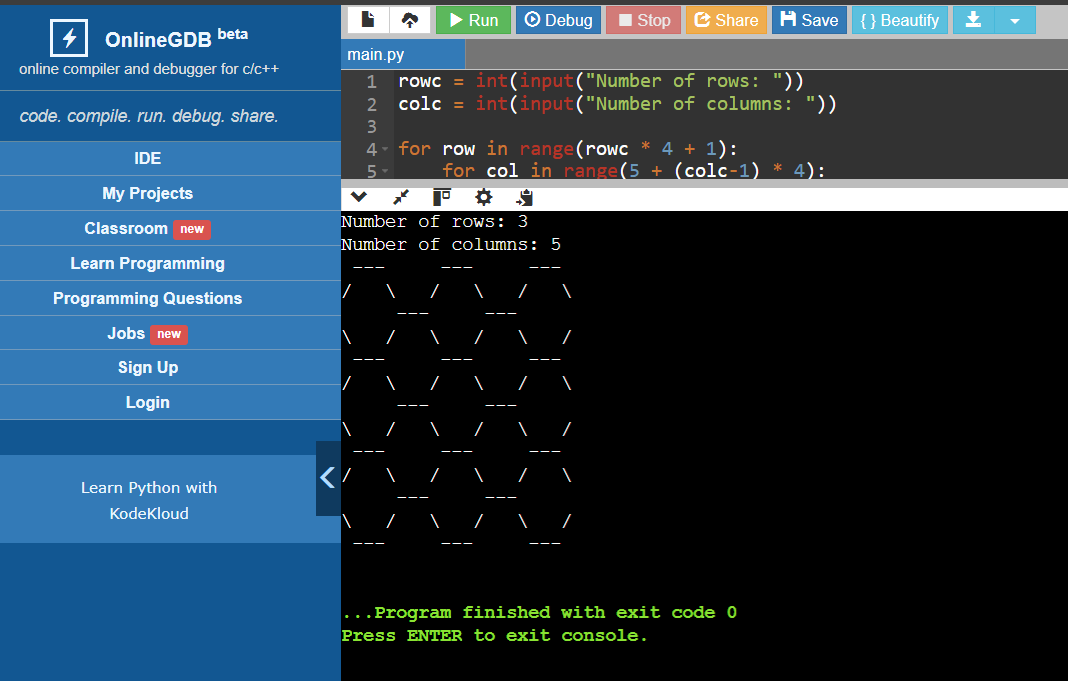 OnlineGDB beta
online compiler and debugger for c/c++
code. compile. run. debug. share.
IDE
My Projects
Classroom new
Learn Programming
Programming Questions
Jobs new
Sign Up
Login
Learn Python with
KodeKloud
Run Debug Stop Share Save { } Beautify
main.py
1 rowc = int(input("Number of rows: "))
2 colc = int(input("Number of columns: "))
3
4 for row in range(rowc * 4 + 1):
5     for col in range(5 + (colc-1) * 4):
Number of rows: 3
Number of columns: 5
 ---     ---     ---
/   \   /   \   /   \
     ---     ---
\   /   \   /   \   /
 ---     ---     ---
/   \   /   \   /   \
     ---     ---
\   /   \   /   \   /
 ---     ---     ---
/   \   /   \   /   \
     ---     ---
\   /   \   /   \   /
 ---     ---     ---
...Program finished with exit code 0
Press ENTER to exit console.